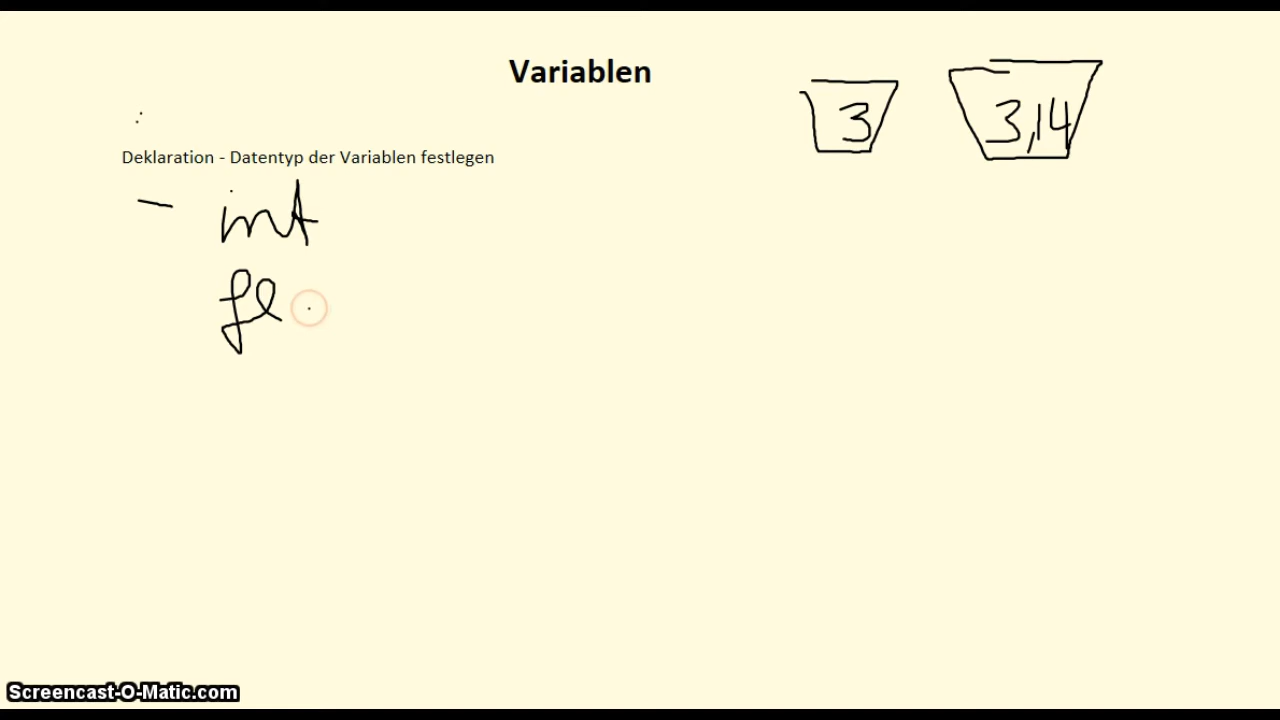 Variablen
3
3,14
Deklaration - Datentyp der Variablen festlegen
- int
fl
Screencast-O-Matic.com